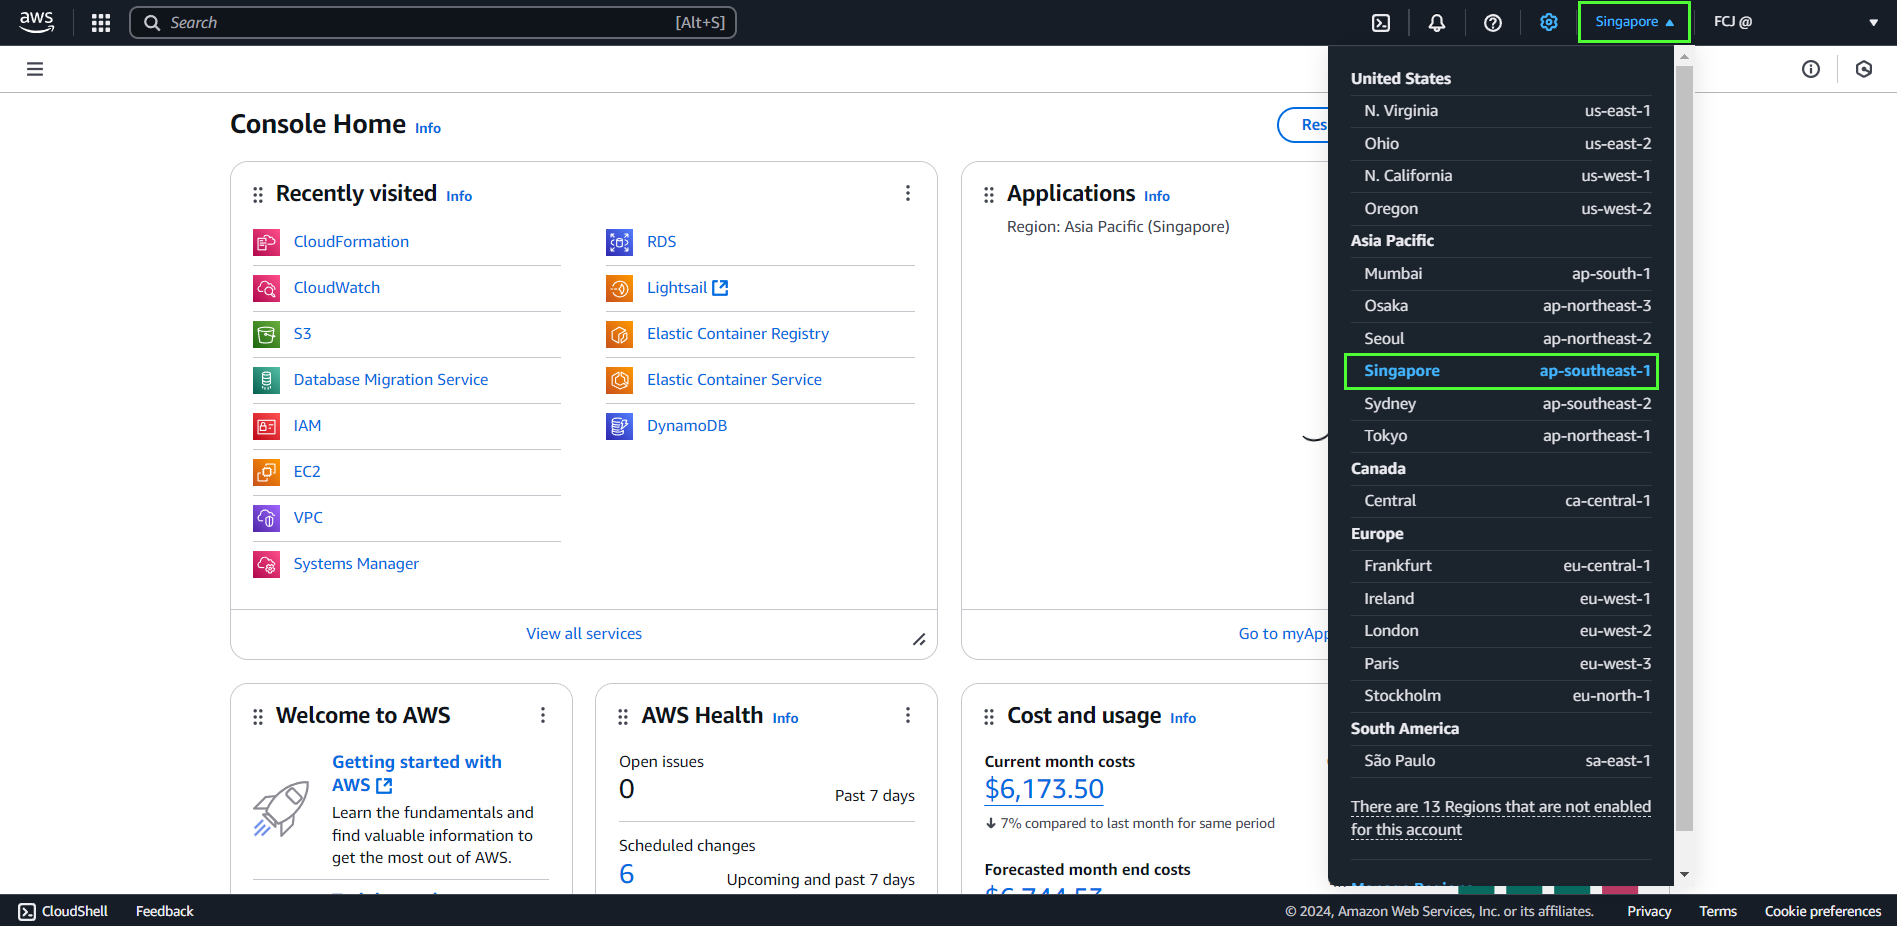 aws
Search [Alt+S]
Singapore ▲
FCJ @
Console Home Info
Res
Recently visited Info
CloudFormation
CloudWatch
S3
Database Migration Service
IAM
EC2
VPC
Systems Manager
RDS
Lightsail
Elastic Container Registry
Elastic Container Service
DynamoDB
View all services
Applications Info
Region: Asia Pacific (Singapore)
Go to myApp
United States
N. Virginia us-east-1
Ohio us-east-2
N. California us-west-1
Oregon us-west-2
Asia Pacific
Mumbai ap-south-1
Osaka ap-northeast-3
Seoul ap-northeast-2
Singapore ap-southeast-1
Sydney ap-southeast-2
Tokyo ap-northeast-1
Canada
Central ca-central-1
Europe
Frankfurt eu-central-1
Ireland eu-west-1
London eu-west-2
Paris eu-west-3
Stockholm eu-north-1
South America
São Paulo sa-east-1
There are 13 Regions that are not enabled
for this account
Welcome to AWS
Getting started with
AWS
Learn the fundamentals and
find valuable information to
get the most out of AWS.
AWS Health Info
Open issues
0
Past 7 days
Scheduled changes
6
Upcoming and past 7 days
Cost and usage Info
Current month costs
$6,173.50
↓ 7% compared to last month for same period
Forecasted month end costs
$6,744.53
CloudShell
Feedback
© 2024, Amazon Web Services, Inc. or its affiliates.
Privacy
Terms
Cookie preferences